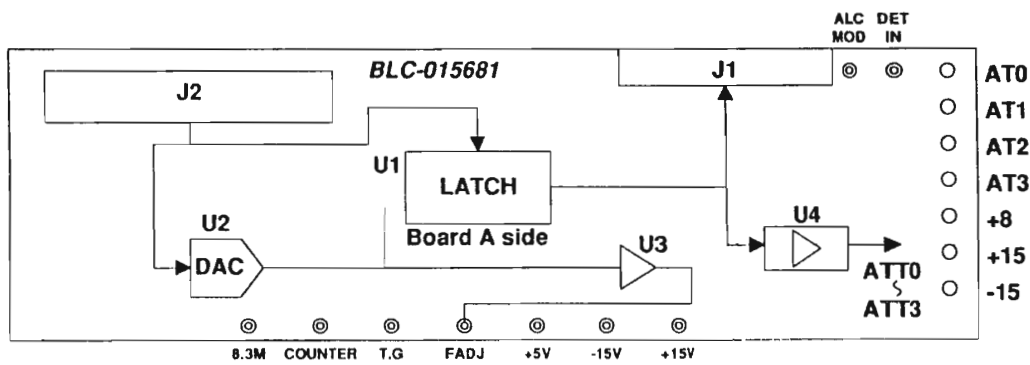 ALC MOD
DET IN
BLC-015681
J1
J2
AT0
AT1
U1
LATCH
AT2
AT3
Board A side
U2
DAC
U3
U4
+8
+15
ATT0
ATT3
-15
8.3M COUNTER T.G FADJ +5V -15V +15V